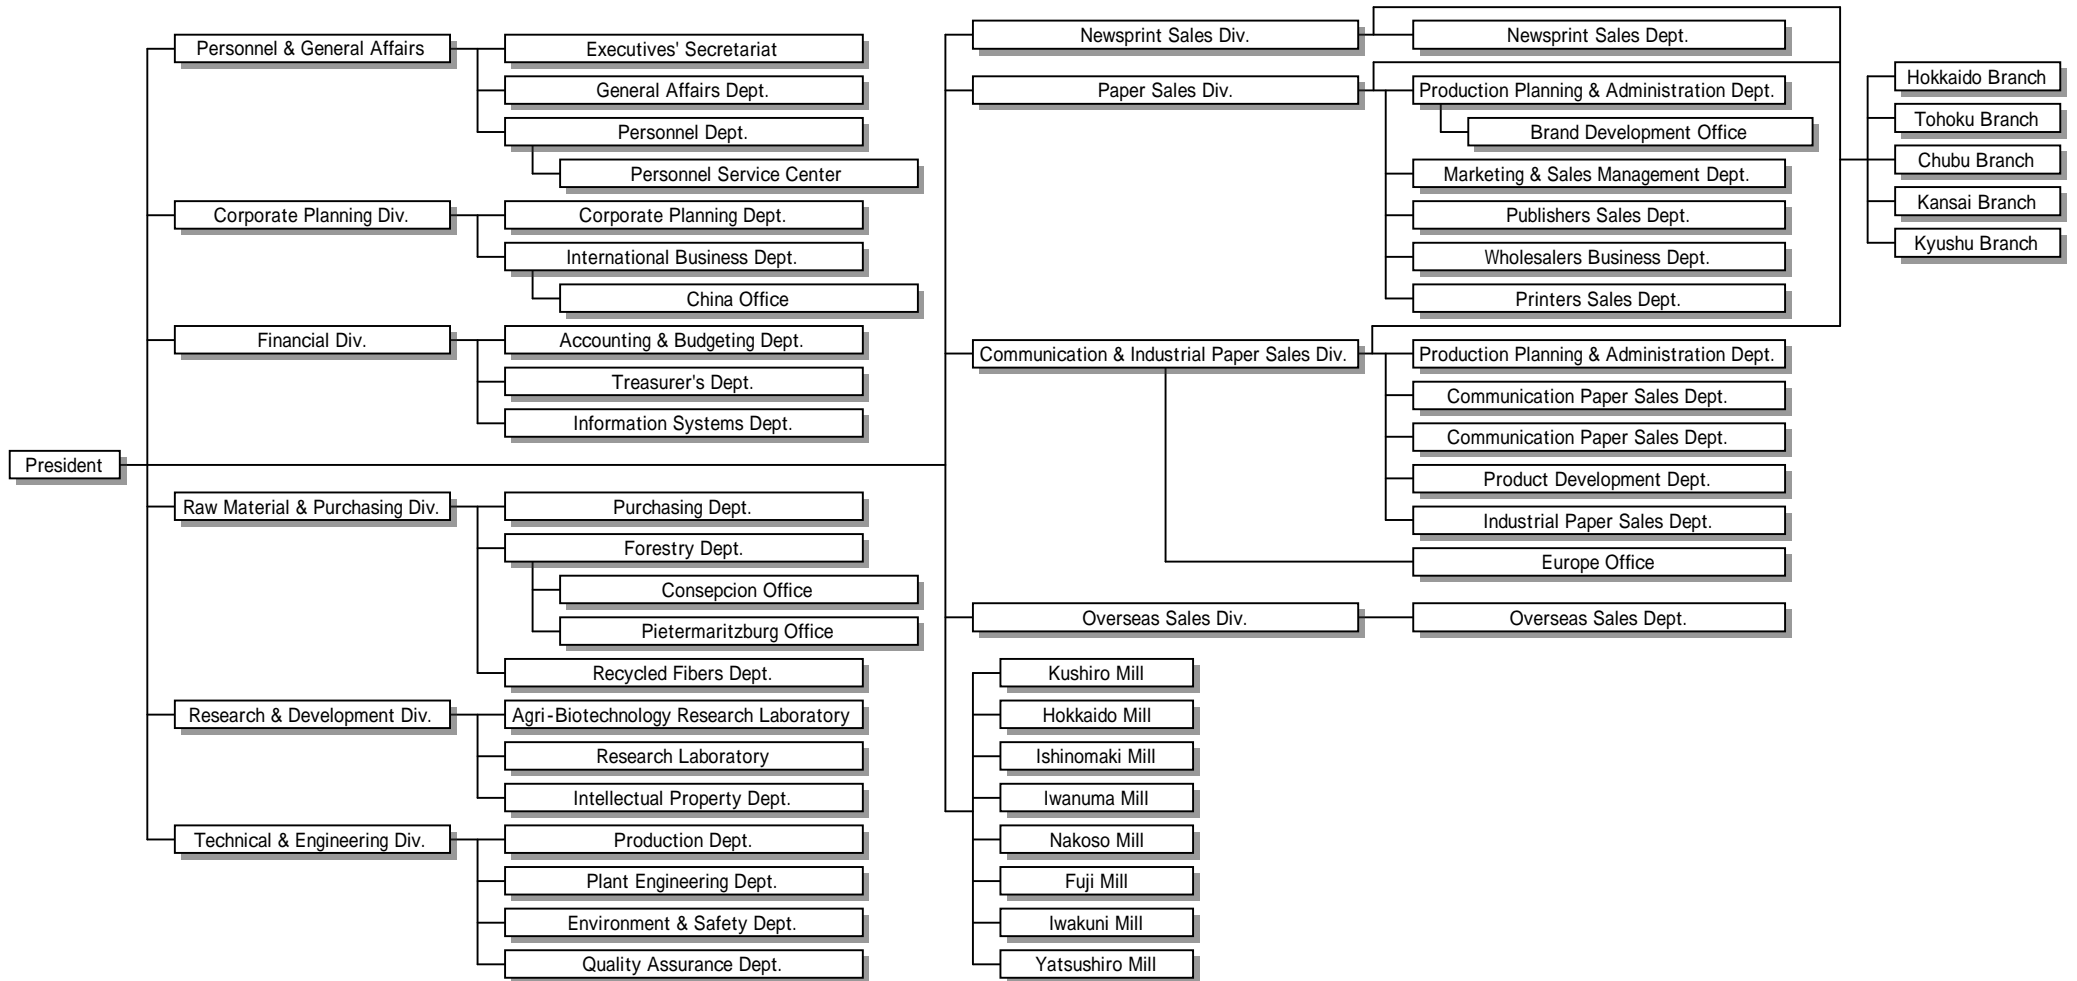 President
Personnel & General Affairs
Executives' Secretariat
General Affairs Dept.
Personnel Dept.
Personnel Service Center
Corporate Planning Div.
Corporate Planning Dept.
International Business Dept.
China Office
Financial Div.
Accounting & Budgeting Dept.
Treasurer's Dept.
Information Systems Dept.
Raw Material & Purchasing Div.
Purchasing Dept.
Forestry Dept.
Consepcion Office
Pietermaritzburg Office
Recycled Fibers Dept.
Research & Development Div.
Agri-Biotechnology Research Laboratory
Research Laboratory
Intellectual Property Dept.
Technical & Engineering Div.
Production Dept.
Plant Engineering Dept.
Environment & Safety Dept.
Quality Assurance Dept.
Newsprint Sales Div.
Newsprint Sales Dept.
Paper Sales Div.
Production Planning & Administration Dept.
Brand Development Office
Marketing & Sales Management Dept.
Publishers Sales Dept.
Wholesalers Business Dept.
Printers Sales Dept.
Communication & Industrial Paper Sales Div.
Production Planning & Administration Dept.
Communication Paper Sales Dept.
Communication Paper Sales Dept.
Product Development Dept.
Industrial Paper Sales Dept.
Europe Office
Overseas Sales Div.
Overseas Sales Dept.
Kushiro Mill
Hokkaido Mill
Ishinomaki Mill
Iwanuma Mill
Nakoso Mill
Fuji Mill
Iwakuni Mill
Yatsushiro Mill
Hokkaido Branch
Tohoku Branch
Chubu Branch
Kansai Branch
Kyushu Branch